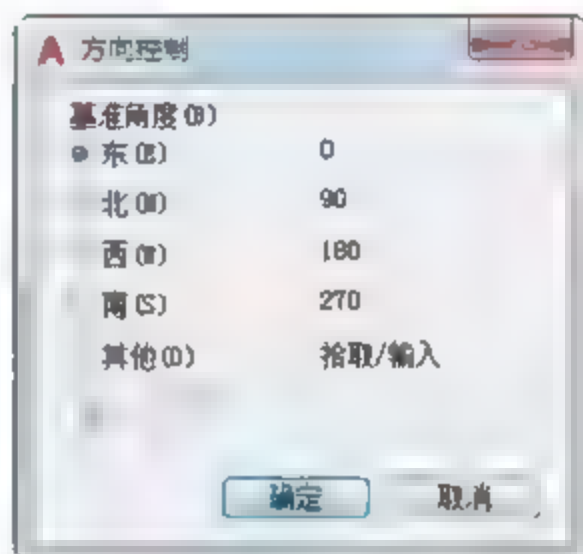 方向控制
基准角度(B)
东(E) 0
北(N) 90
西(W) 180
南(S) 270
其他(O) 拾取/输入
确定 取消